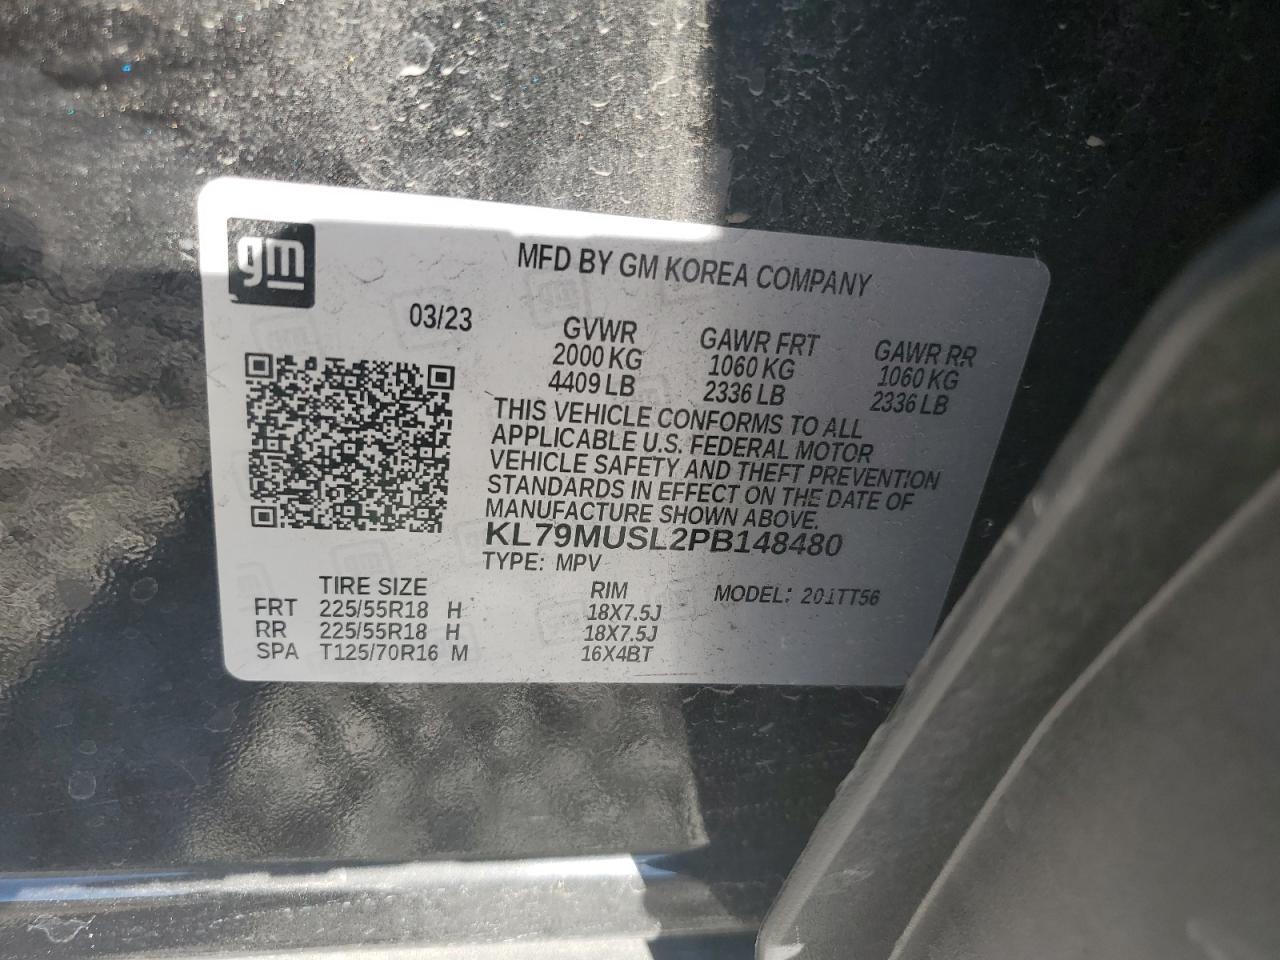 gm
MFD BY GM KOREA COMPANY
03/23
GVWR GAWR FRT GAWR RR
2000 KG 1060 KG 1060 KG
4409 LB 2336 LB 2336 LB
THIS VEHICLE CONFORMS TO ALL
APPLICABLE U.S. FEDERAL MOTOR
VEHICLE SAFETY AND THEFT PREVENTION
STANDARDS IN EFFECT ON THE DATE OF
MANUFACTURE SHOWN ABOVE.
KL79MUSL2PB148480
TYPE: MPV
TIRE SIZE RIM MODEL: 201TT56
FRT 225/55R18 H 18X7.5J
RR 225/55R18 H 18X7.5J
SPA T125/70R16 M 16X4BT